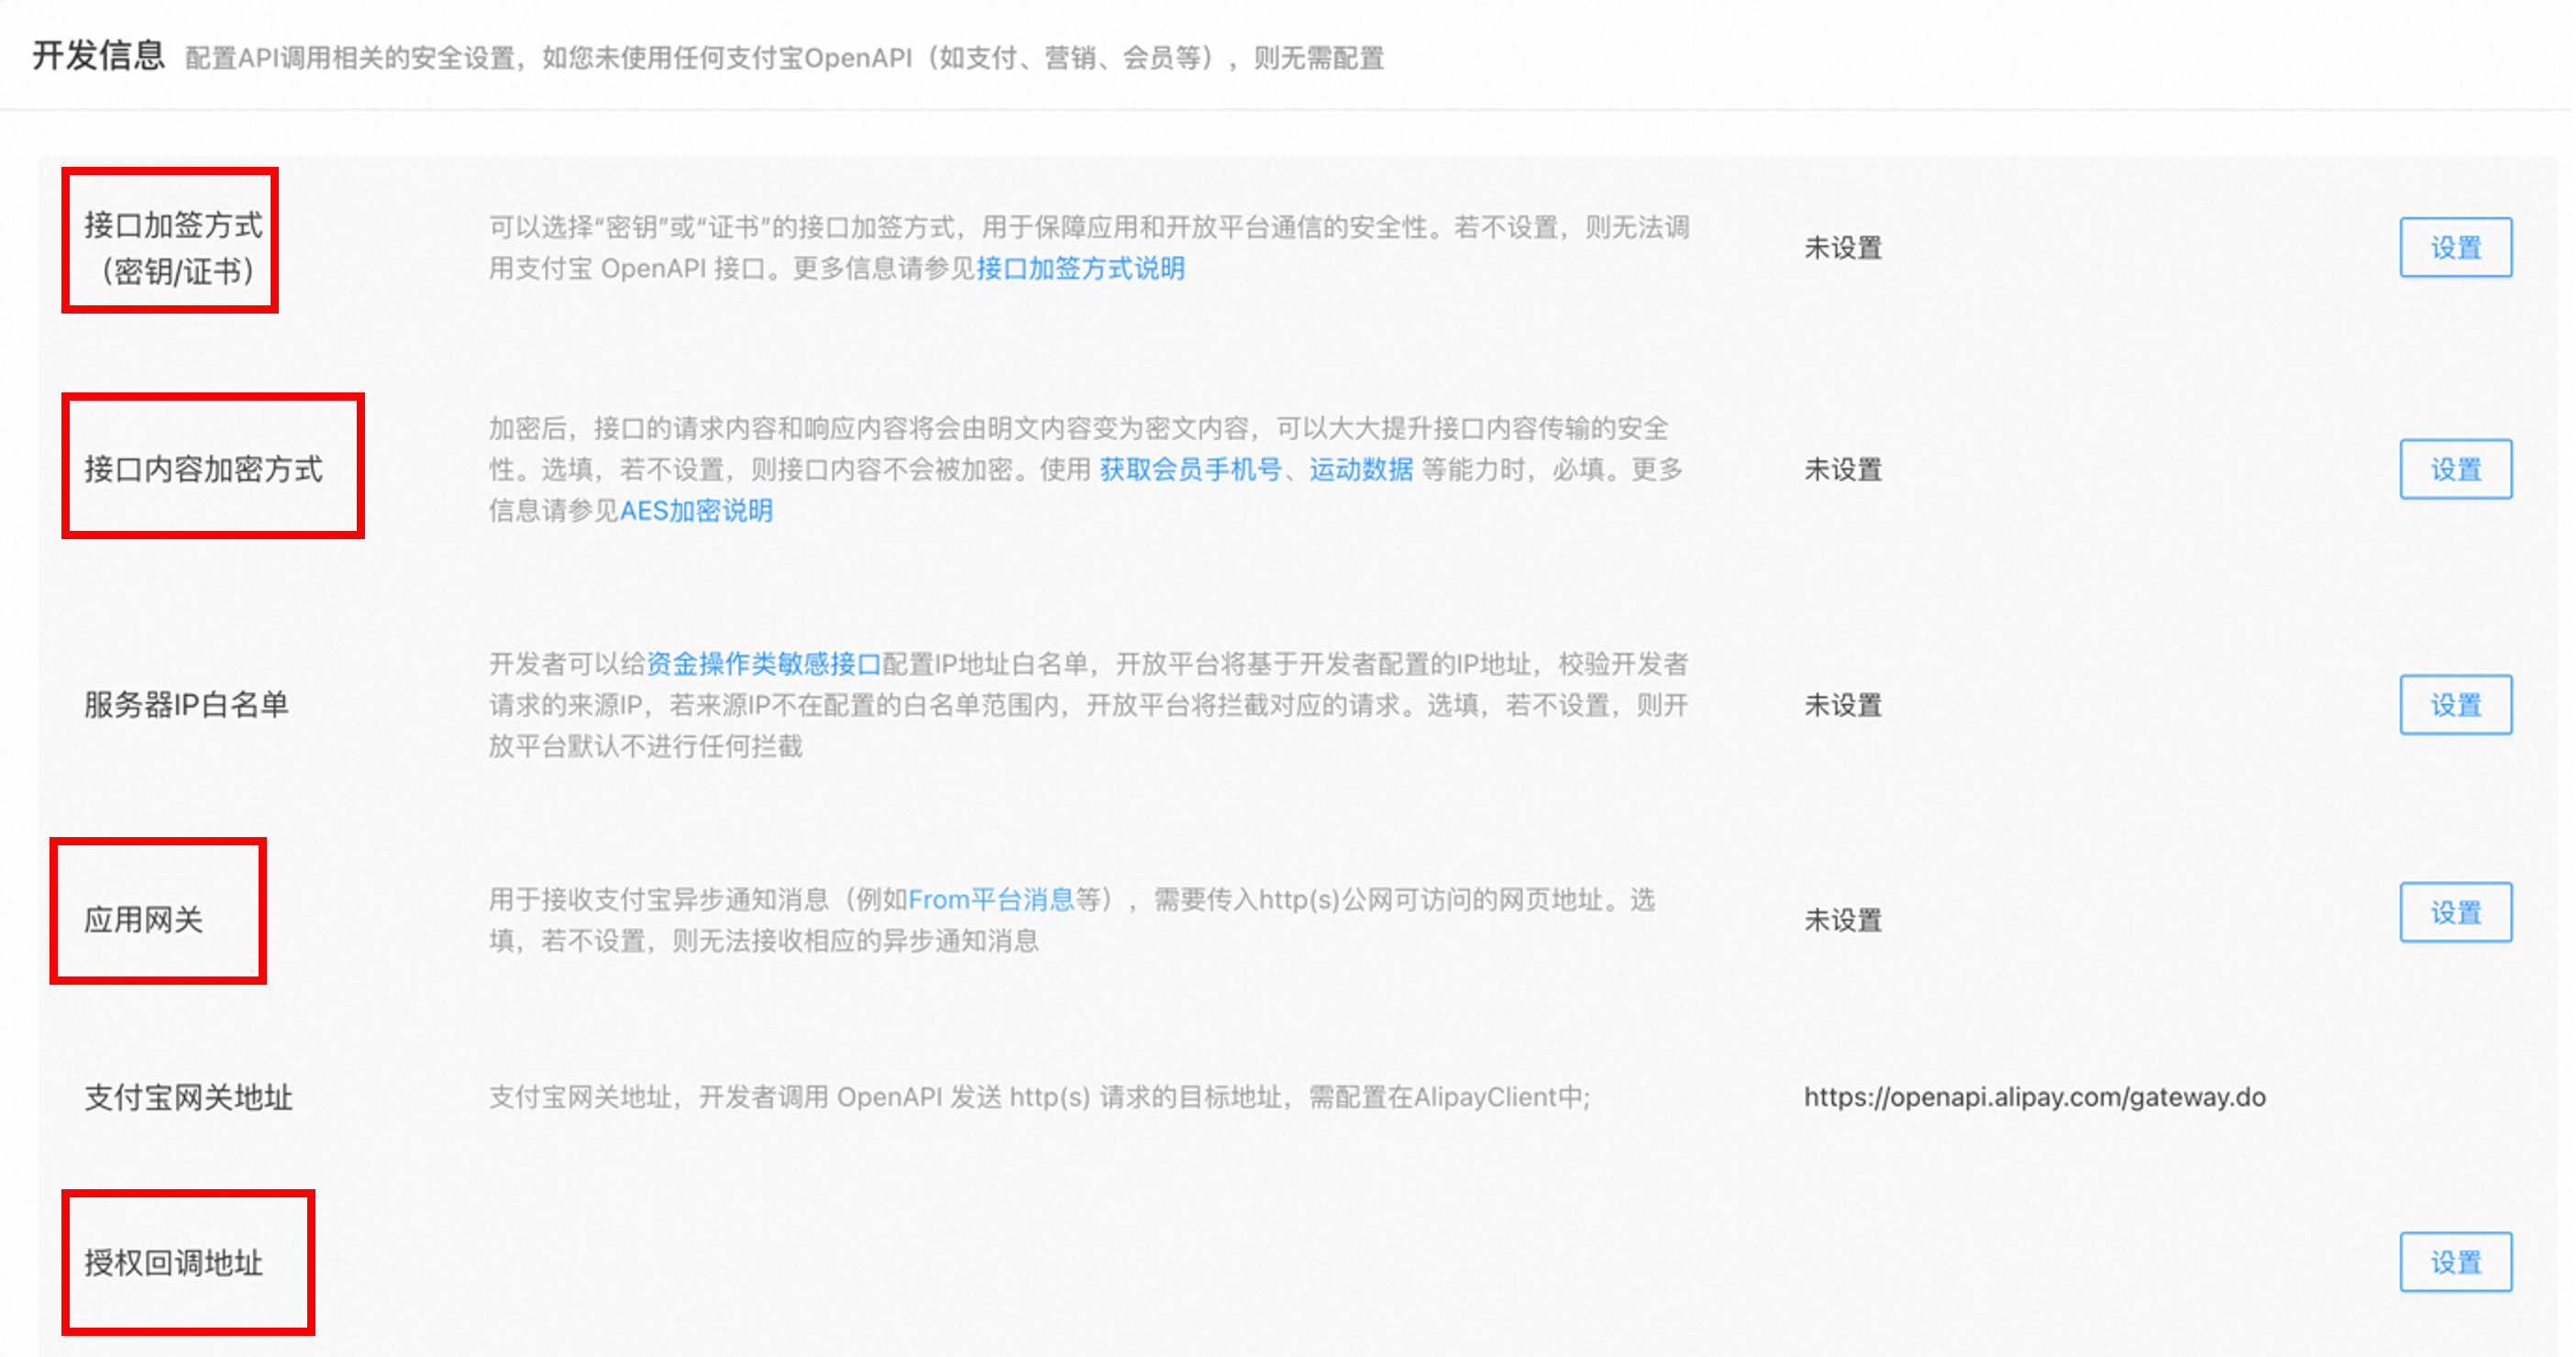 开发信息 配置API调用相关的安全设置，如您未使用任何支付宝OpenAPI（如支付、营销、会员等），则无需配置
接口加签方式
（密钥/证书）
可以选择“密钥”或“证书”的接口加签方式，用于保障应用和开放平台通信的安全性。若不设置，则无法调
用支付宝 OpenAPI 接口。更多信息请参见接口加签方式说明
未设置
设置
接口内容加密方式
加密后，接口的请求内容和响应内容将会由明文内容变为密文内容，可以大大提升接口内容传输的安全
性。选填，若不设置，则接口内容不会被加密。使用 获取会员手机号、运动数据 等能力时，必填。更多
信息请参见AES加密说明
未设置
设置
服务器IP白名单
开发者可以给资金操作类敏感接口配置IP地址白名单，开放平台将基于开发者配置的IP地址，校验开发者
请求的来源IP，若来源IP不在配置的白名单范围内，开放平台将拦截对应的请求。选填，若不设置，则开
放平台默认不进行任何拦截
未设置
设置
应用网关
用于接收支付宝异步通知消息（例如From平台消息等），需要传入http(s)公网可访问的网页地址。选
填，若不设置，则无法接收相应的异步通知消息
未设置
设置
支付宝网关地址
支付宝网关地址，开发者调用 OpenAPI 发送 http(s) 请求的目标地址，需配置在AlipayClient中;
https://openapi.alipay.com/gateway.do
授权回调地址
设置